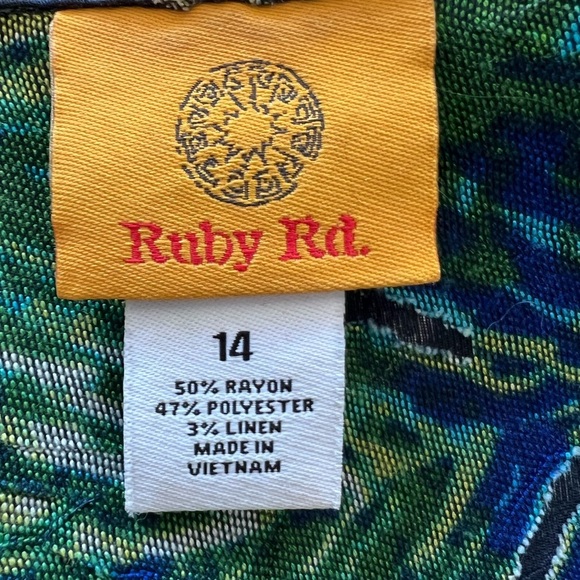 Ruby Rd.
14
50% RAYON
47% POLYESTER
3% LINEN
MADE IN
VIETNAM